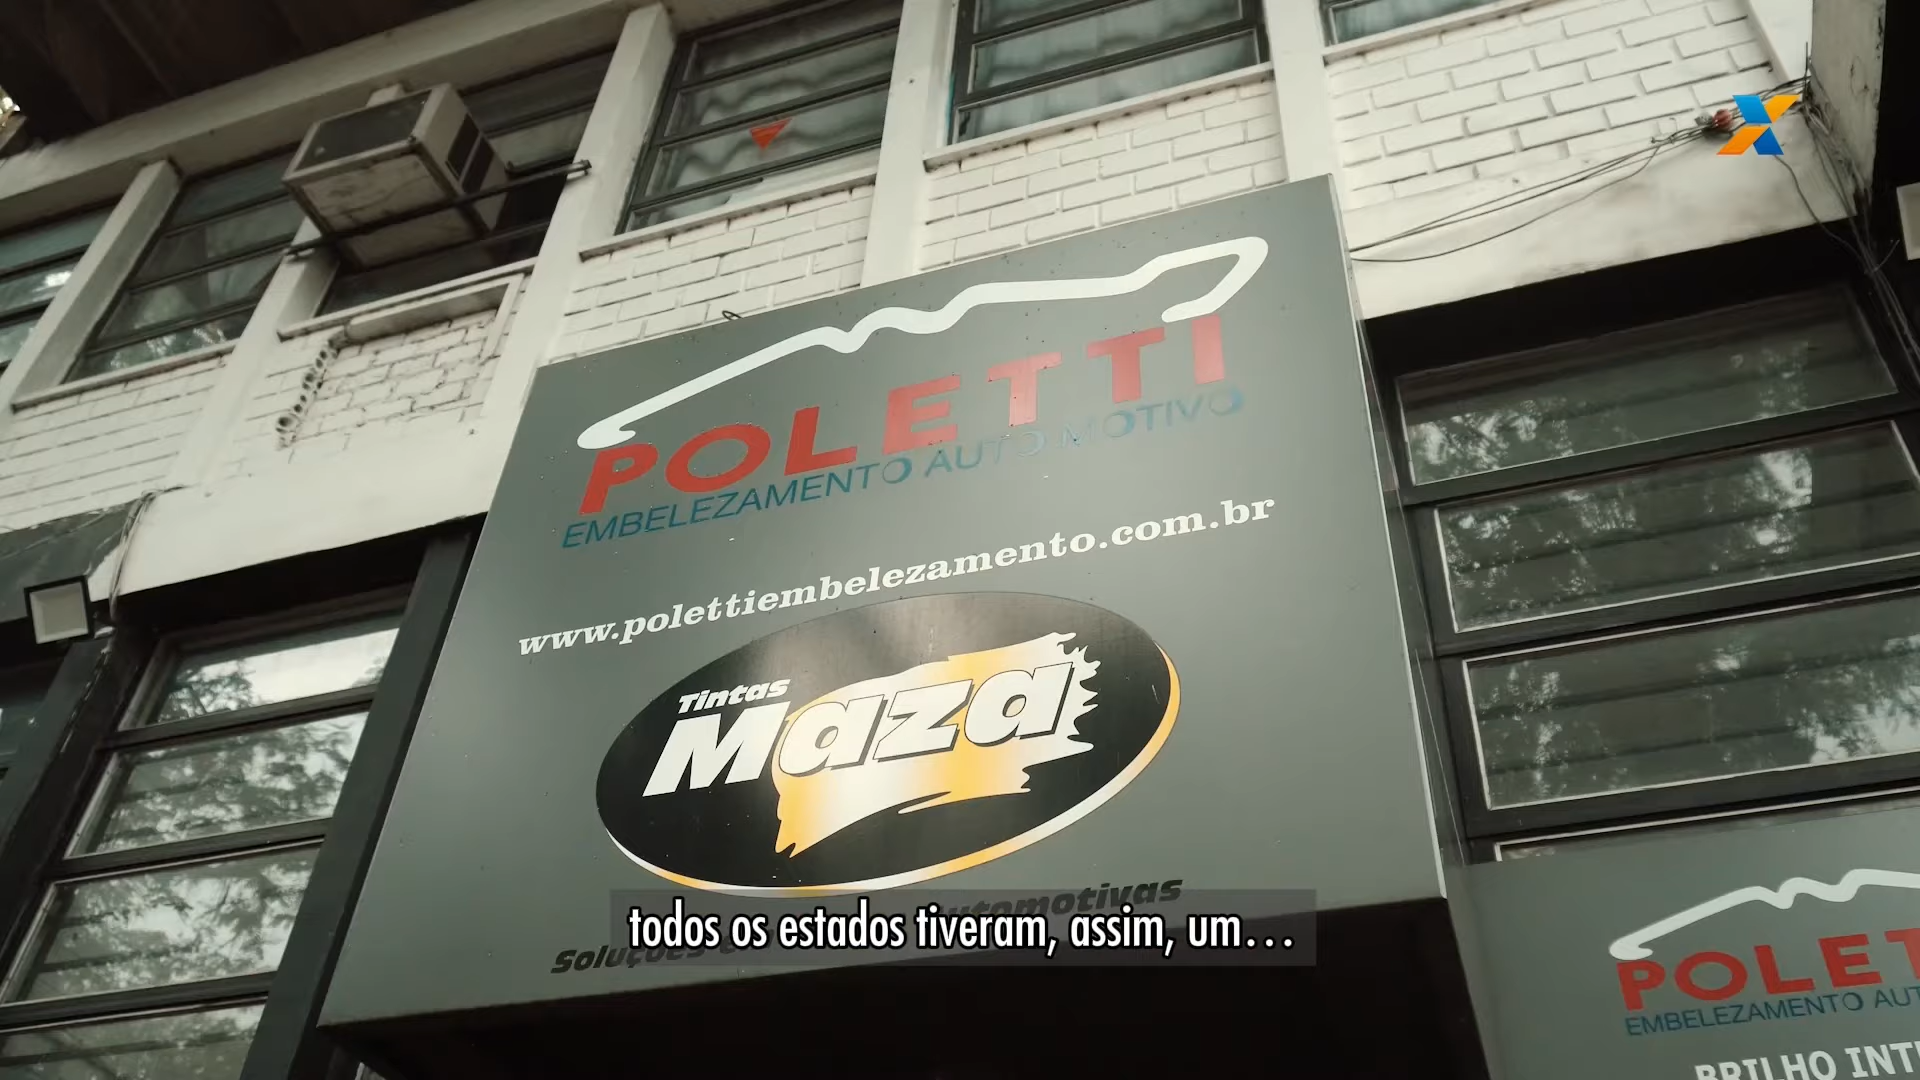 POLETTI
EMBELEZAMENTO AUTOMOTIVO
www.polettiembelezamento.com.br
Tintas
Maza
Soluções Automotivas
todos os estados tiveram, assim, um...
POLET
EMBELEZAMENTO AUT
BRILHO INT